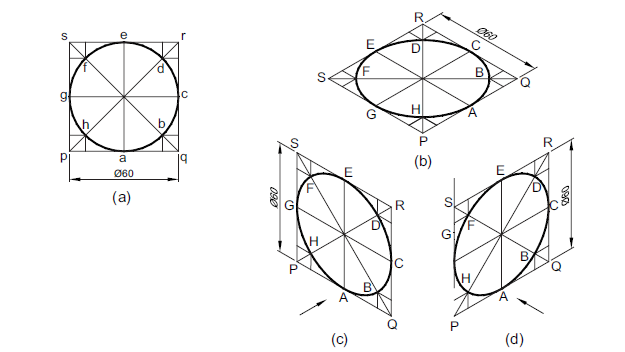 s e r
f d
g c
h b
p a q
Ø60
(a)
R
Ø60
E D C
S F B Q
G H A
P
(b)
S
E
F
Ø60
G R
D
H
P C
A B
Q
(c)
R
E
D
S C
F
Ø60
G
B
H Q
A
P
(d)